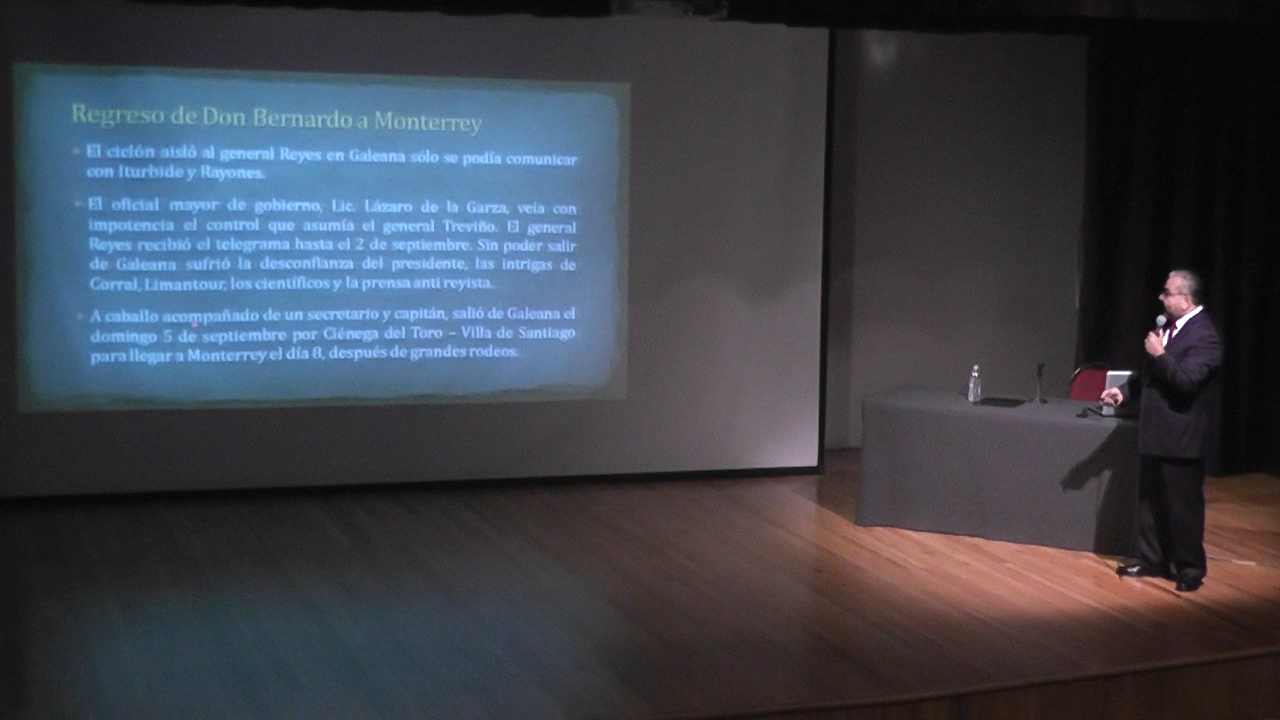 Regreso de Don Bernardo a Monterrey
El ciclón aisló al general Reyes en Galeana sólo se podía comunicar
con Iturbide y Rayones.
El oficial mayor de gobierno, Lic. Lázaro de la Garza, veía con
impotencia el control que asumía el general Treviño. El general
Reyes recibió el telegrama hasta el 2 de septiembre. Sin poder salir
de Galeana sufrió la desconfianza del presidente, las intrigas de
Corral, Limantour, los científicos y la prensa anti reyista.
A caballo acompañado de un secretario y capitán, salió de Galeana el
domingo 5 de septiembre por Ciénega del Toro – Villa de Santiago
para llegar a Monterrey el día 8, después de grandes rodeos.